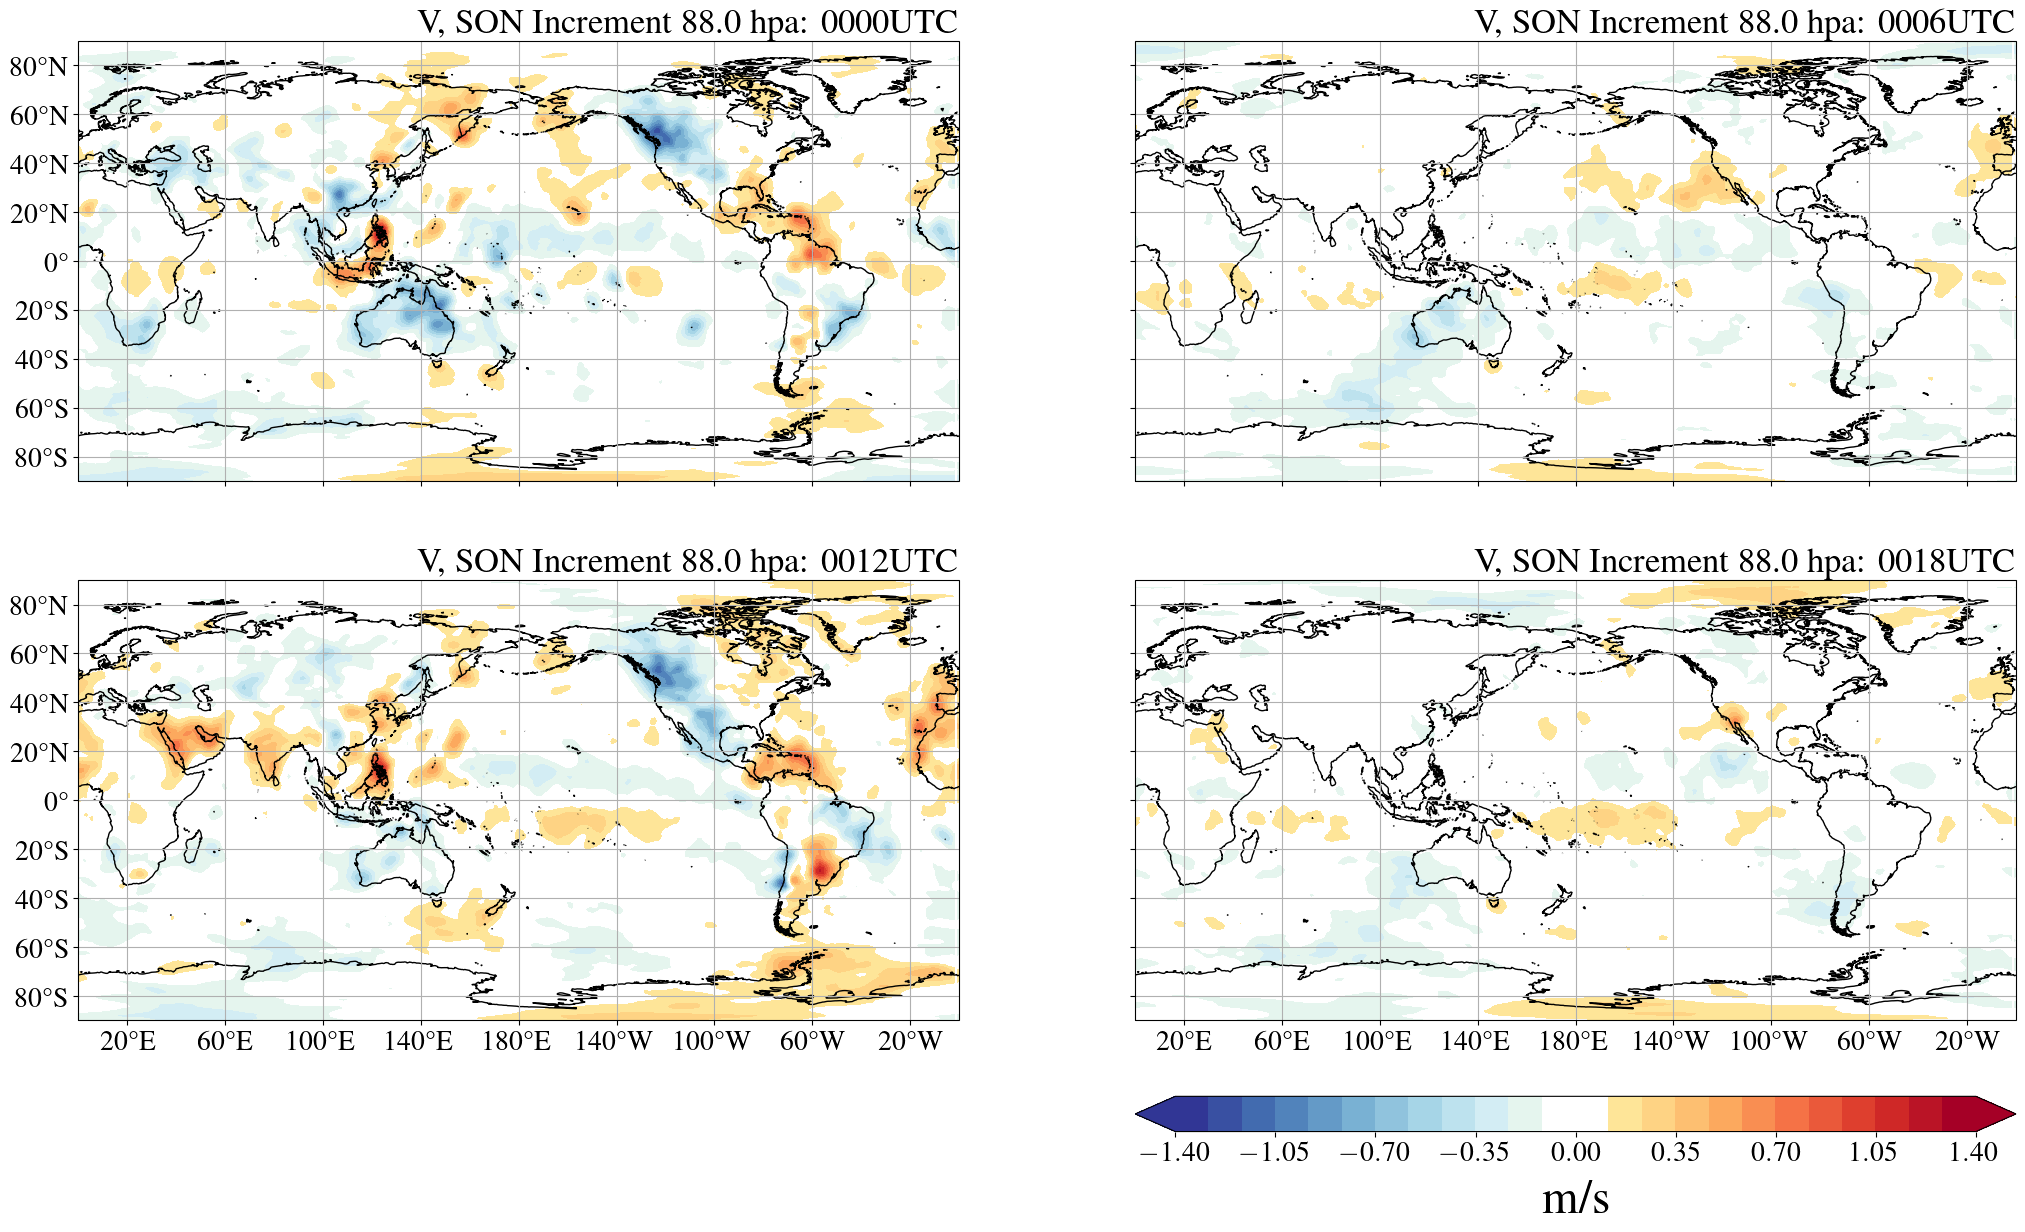 V, SON Increment 88.0 hpa: 0000UTC
V, SON Increment 88.0 hpa: 0006UTC
80°N
60°N
40°N
20°N
0°
20°S
40°S
60°S
80°S
V, SON Increment 88.0 hpa: 0012UTC
V, SON Increment 88.0 hpa: 0018UTC
80°N
60°N
40°N
20°N
0°
20°S
40°S
60°S
80°S
20°E 60°E 100°E 140°E 180°E 140°W 100°W 60°W 20°W
20°E 60°E 100°E 140°E 180°E 140°W 100°W 60°W 20°W
−1.40 −1.05 −0.70 −0.35 0.00 0.35 0.70 1.05 1.40
m/s